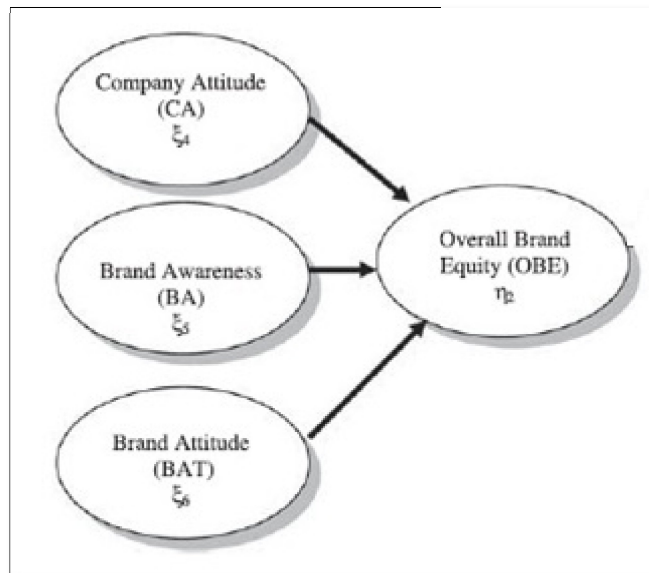 Company Attitude
(CA)
ξ₄
Brand Awareness
(BA)
ξ₅
Brand Attitude
(BAT)
ξ₆
Overall Brand
Equity (OBE)
η₂